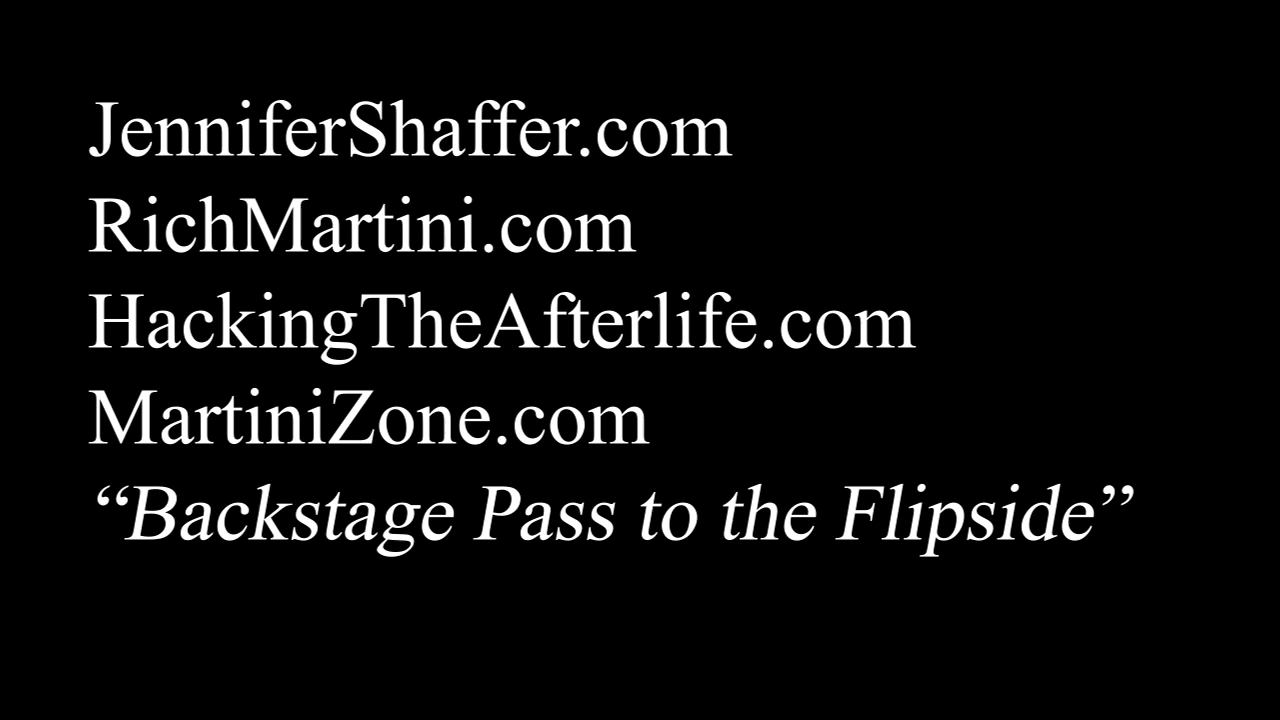 JenniferShaffer.com
RichMartini.com
HackingTheAfterlife.com
MartiniZone.com
“Backstage Pass to the Flipside”